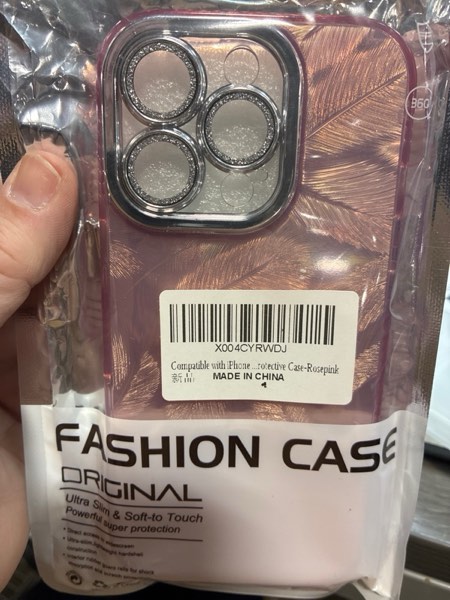 360
X004CYRWDJ
Compatible with iPhone ...rotective Case-Rosepink
MADE IN CHINA
FASHION CASE
ORIGINAL
Ultra Slim & Soft-to Touch
Powerful super protection